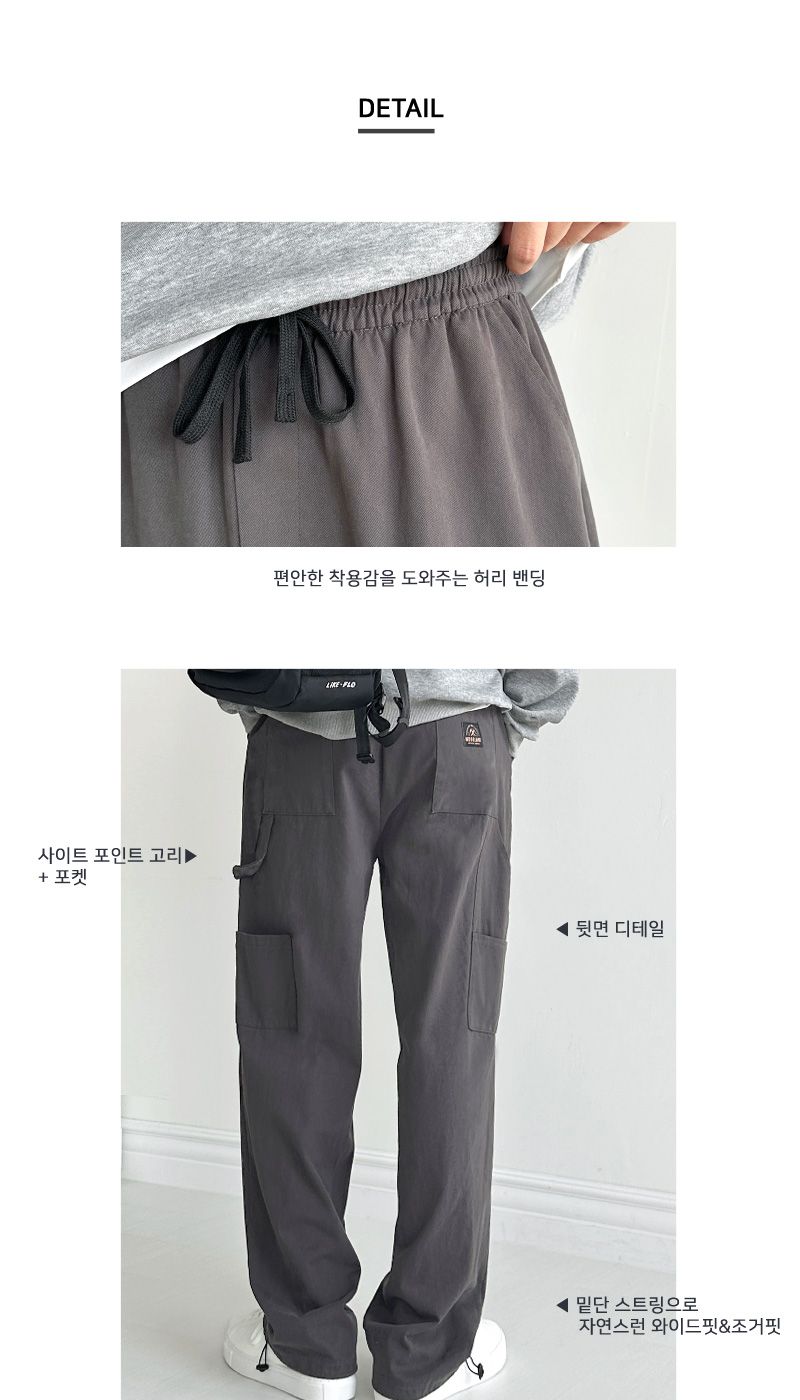 DETAIL
편안한 착용감을 도와주는 허리 밴딩
LIKE-FLO
사이트 포인트 고리▶
+ 포켓
◀ 뒷면 디테일
◀ 밑단 스트링으로
자연스런 와이드핏&조거핏